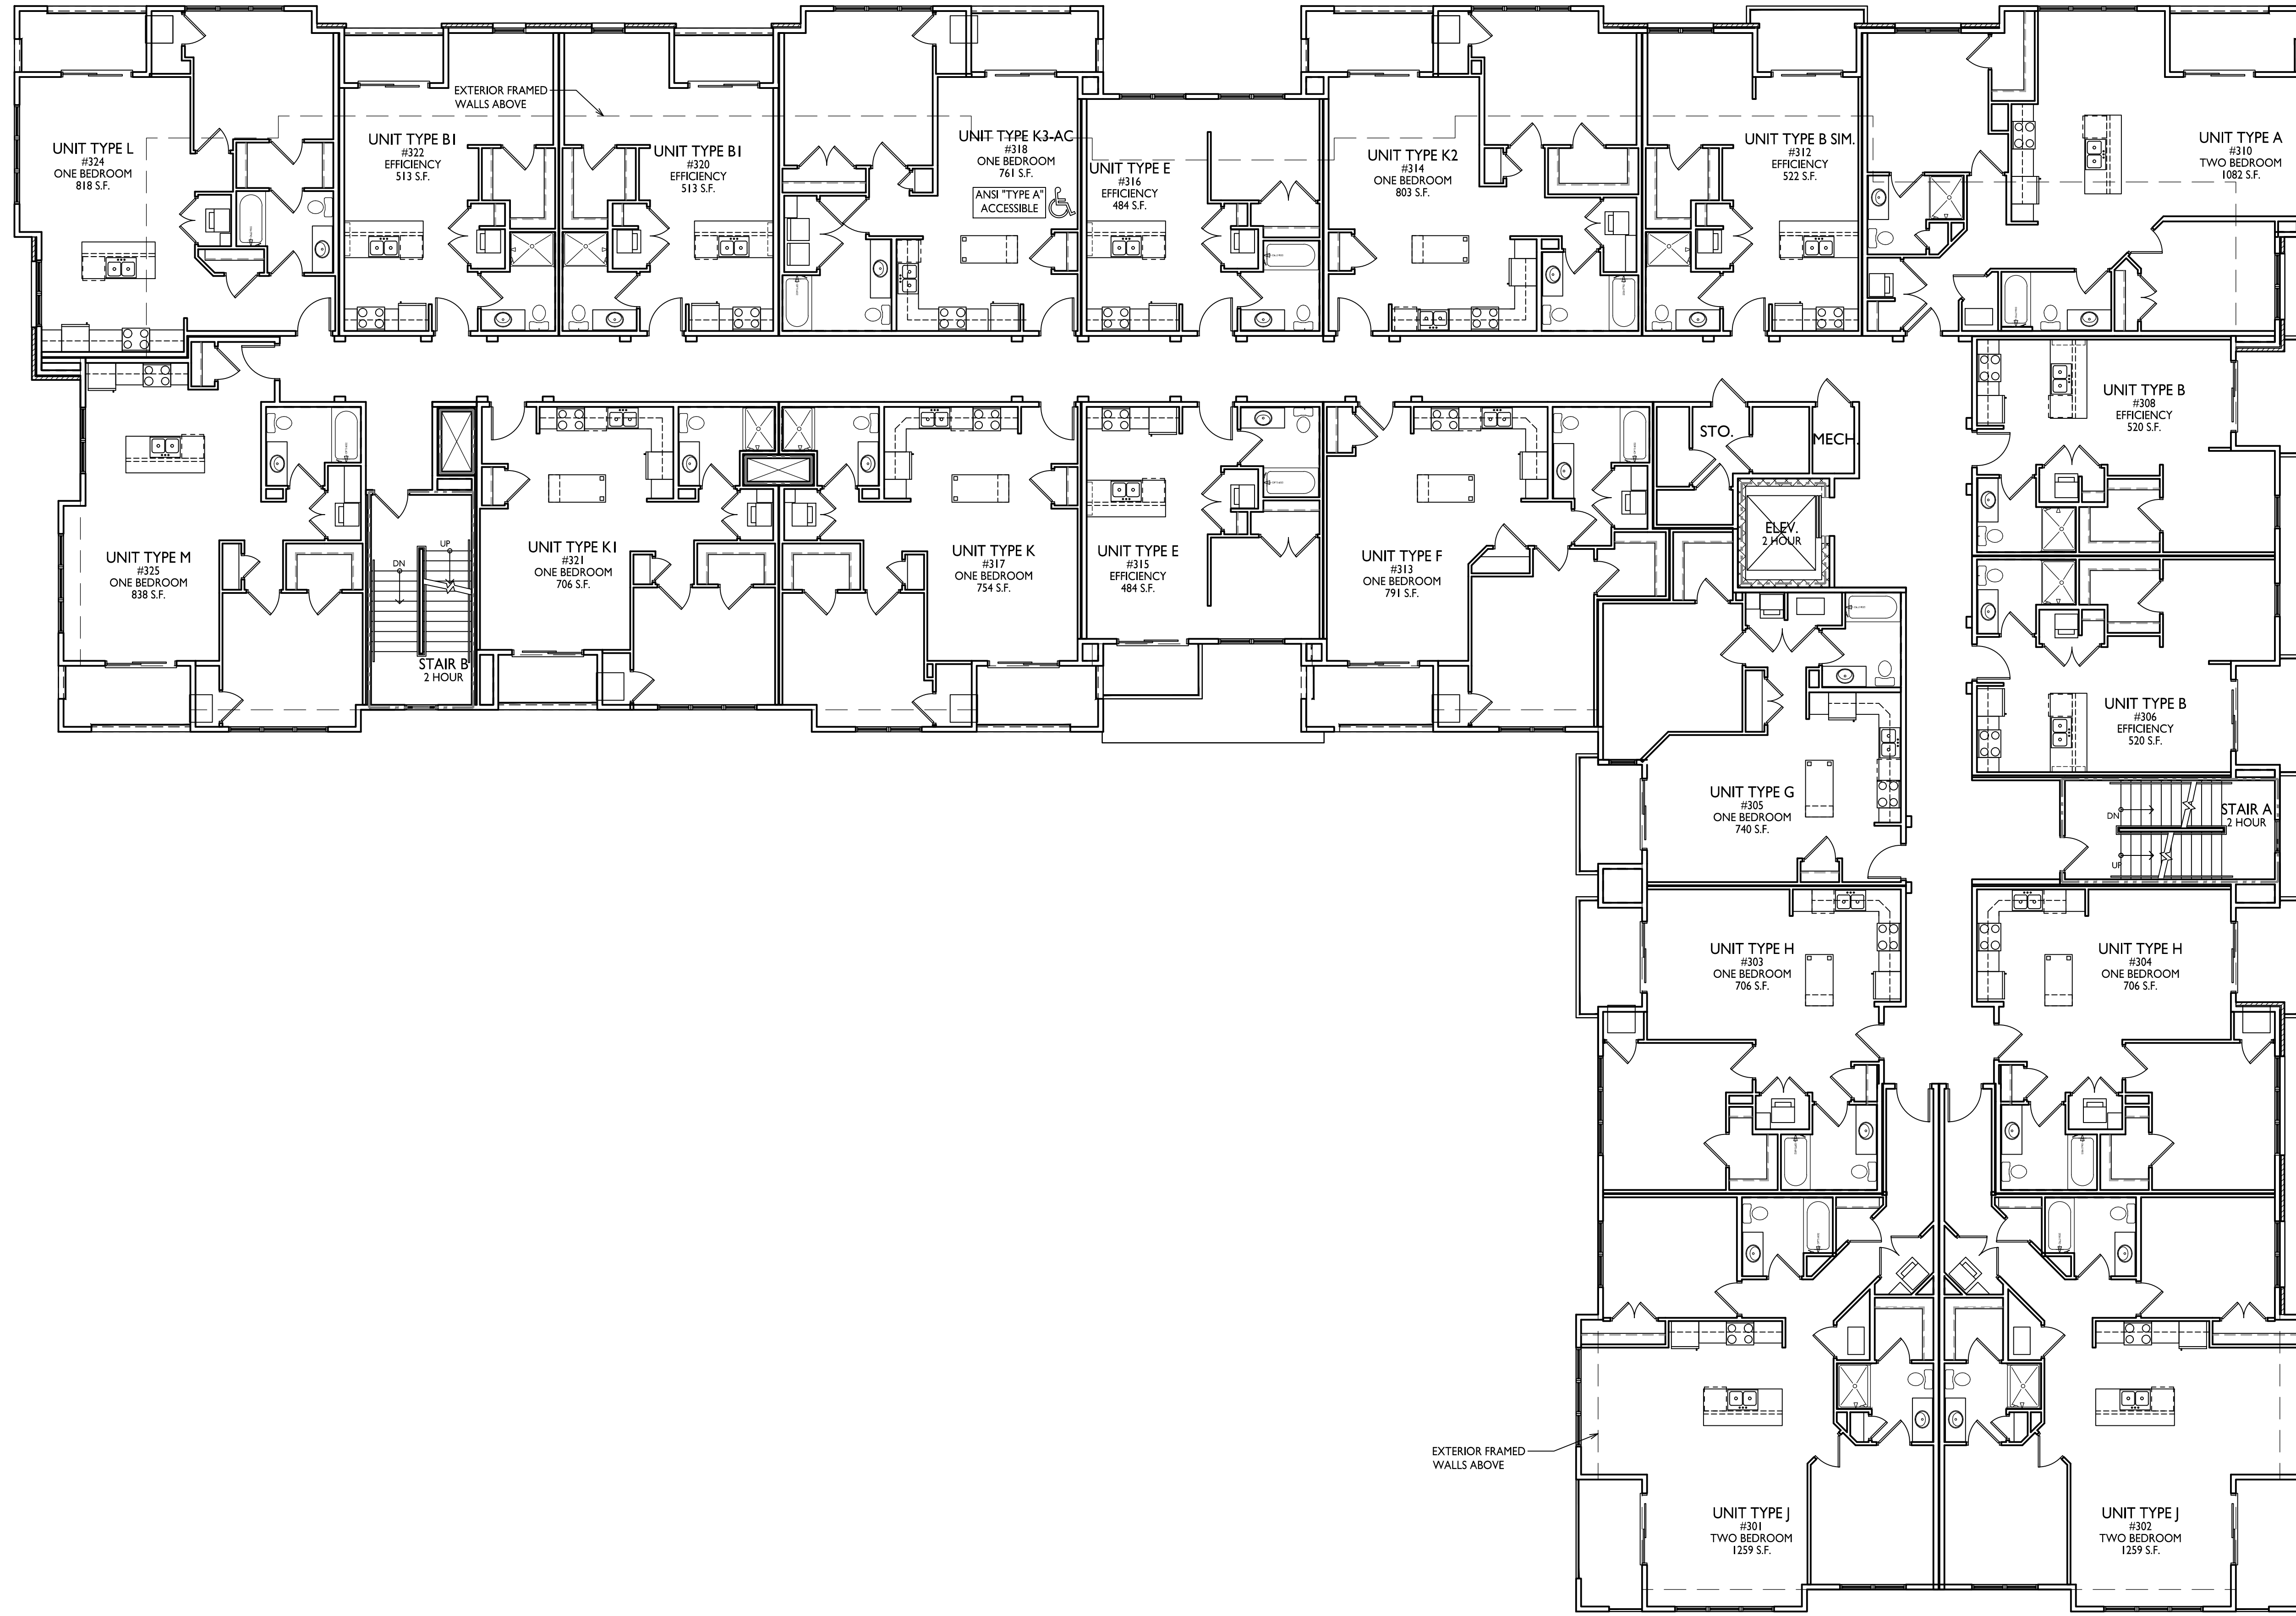 EXTERIOR FRAMED
WALLS ABOVE
UNIT TYPE L
#324
ONE BEDROOM
818 S.F.
UNIT TYPE B1
#322
EFFICIENCY
513 S.F.
UNIT TYPE B1
#320
EFFICIENCY
513 S.F.
UNIT TYPE K3-AC
#318
ONE BEDROOM
761 S.F.
ANSI "TYPE A"
ACCESSIBLE
UNIT TYPE E
#316
EFFICIENCY
484 S.F.
UNIT TYPE K2
#314
ONE BEDROOM
803 S.F.
UNIT TYPE B SIM.
#312
EFFICIENCY
522 S.F.
UNIT TYPE A
#310
TWO BEDROOM
1082 S.F.
UNIT TYPE B
#308
EFFICIENCY
520 S.F.
STO.
MECH.
ELEV.
2 HOUR
UNIT TYPE M
#325
ONE BEDROOM
838 S.F.
DN
UP
STAIR B
2 HOUR
UNIT TYPE K1
#321
ONE BEDROOM
706 S.F.
UNIT TYPE K
#317
ONE BEDROOM
754 S.F.
UNIT TYPE E
#315
EFFICIENCY
484 S.F.
UNIT TYPE F
#313
ONE BEDROOM
791 S.F.
UNIT TYPE B
#306
EFFICIENCY
520 S.F.
UNIT TYPE G
#305
ONE BEDROOM
740 S.F.
DN
UP
STAIR A
2 HOUR
UNIT TYPE H
#303
ONE BEDROOM
706 S.F.
UNIT TYPE H
#304
ONE BEDROOM
706 S.F.
EXTERIOR FRAMED
WALLS ABOVE
UNIT TYPE J
#301
TWO BEDROOM
1259 S.F.
UNIT TYPE J
#302
TWO BEDROOM
1259 S.F.